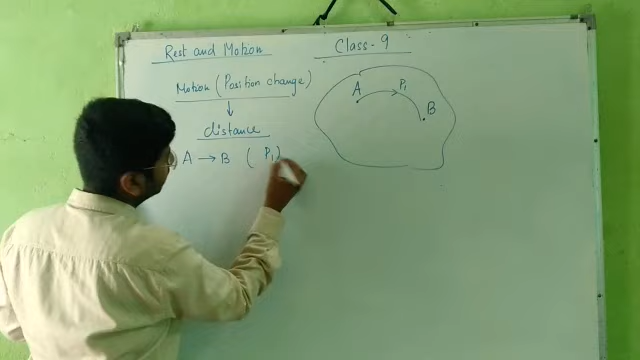 Rest and Motion
Class-9
Motion (Position change)
↓
distance
A → B ( P₁)
A
P₁
B